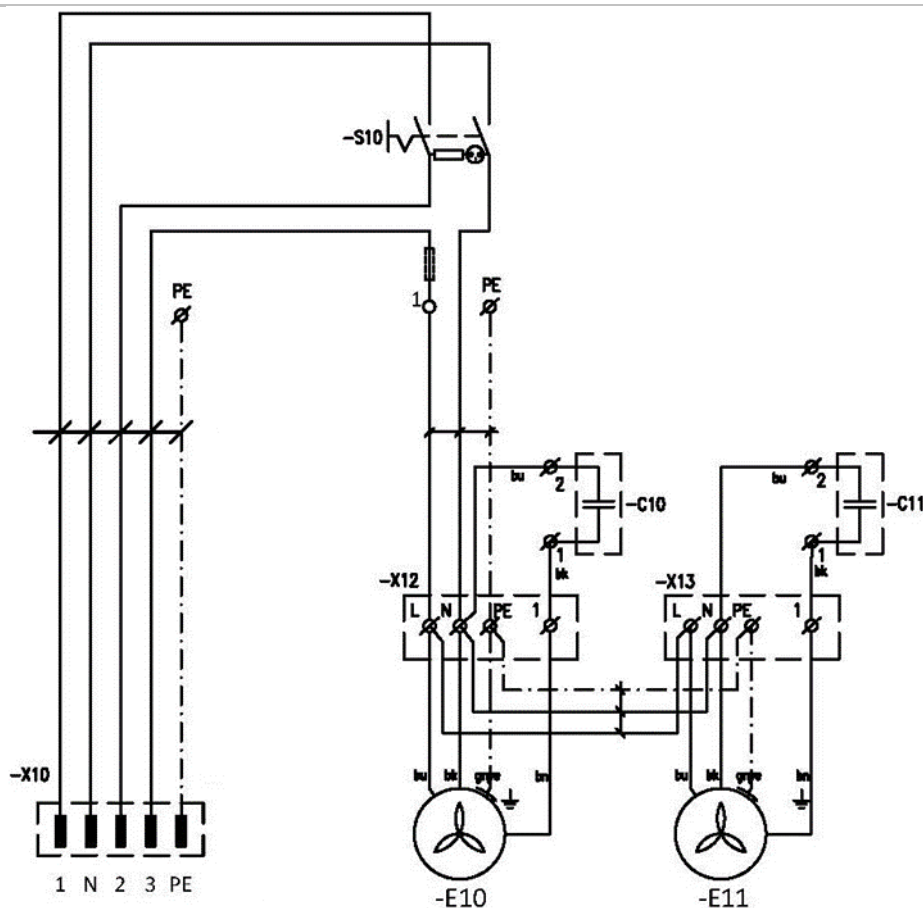 -S10
PE
PE
1
bu
2
-C10
bu
2
-C11
1
bk
1
bk
-X12
-X13
L N PE 1
L N PE 1
-X10
bu bk gnye bn
bu bk gnye bn
1 N 2 3 PE
-E10
-E11